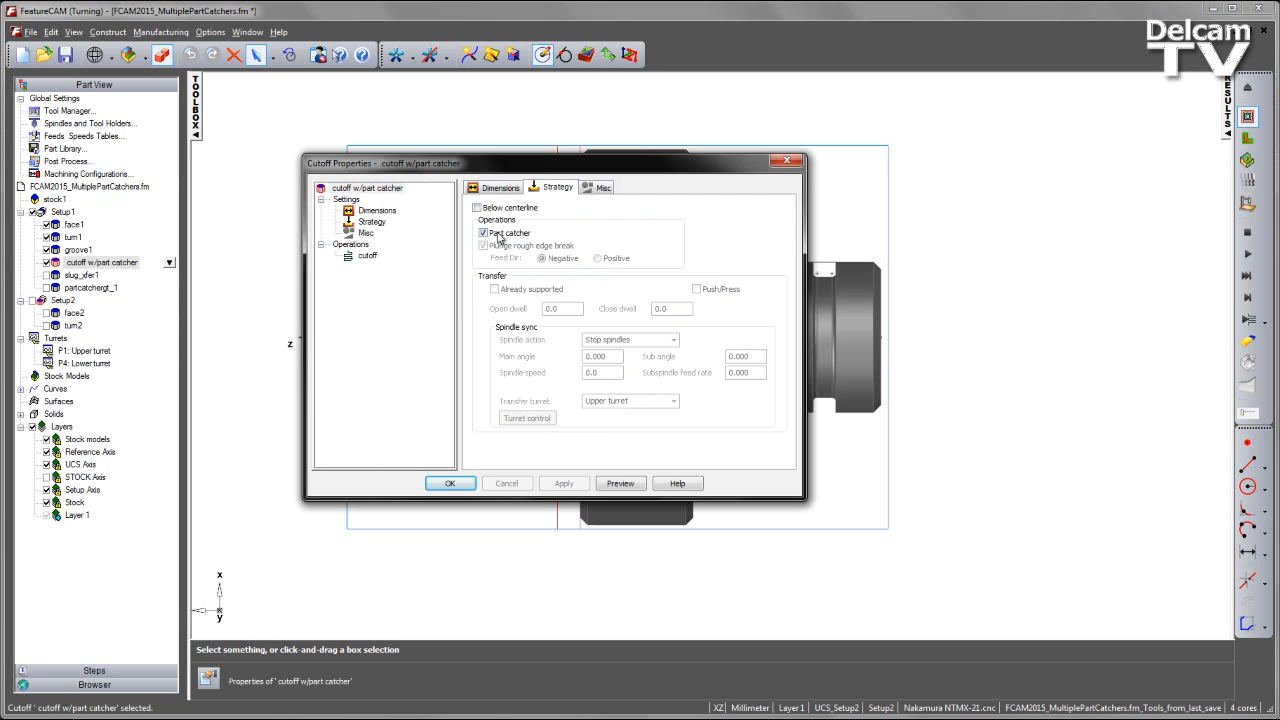 FeatureCAM (Turning) - [FCAM2015_MultiplePartCatchers.fm *]
File Edit View Construct Manufacturing Options Window Help
Delcam
TV
Part View
Global Settings
Tool Manager...
Spindles and Tool Holders...
Feeds Speeds Tables...
Part Library...
Post Process...
Machining Configurations...
FCAM2015_MultiplePartCatchers.fm
stock1
Setup1
face1
turn1
groove1
cutoff w/part catcher
slug_xfer1
partcatchergt_1
Setup2
face2
turn2
Turrets
P1: Upper turret
P4: Lower turret
Stock Models
Curves
Surfaces
Solids
Layers
Stock models
Reference Axis
UCS Axis
STOCK Axis
Setup Axis
Stock
Layer 1
Steps
Browser
TOOLBOX
RESULTS
Cutoff Properties - cutoff w/part catcher
cutoff w/part catcher
Settings
Dimensions
Strategy
Misc
Operations
cutoff
Dimensions Strategy Misc
Below centerline
Operations
Part catcher
Plunge rough edge break
Feed Dir: Negative Positive
Transfer
Already supported Push/Press
Open dwell 0.0 Close dwell 0.0
Spindle sync
Spindle action Stop spindles
Main angle 0.000 Sub angle 0.000
Spindle speed 0.0 Subspindle feed rate 0.000
Transfer turret Upper turret
Turret control
OK Cancel Apply Preview Help
z
x
y
Select something, or click-and-drag a box selection
Properties of ' cutoff w/part catcher'
Cutoff ' cutoff w/part catcher' selected.
XZ Millimeter Layer1 UCS_Setup2 Setup2 Nakamura NTMX-21.cnc FCAM2015_MultiplePartCatchers.fm_Tools_from_last_save 4 cores